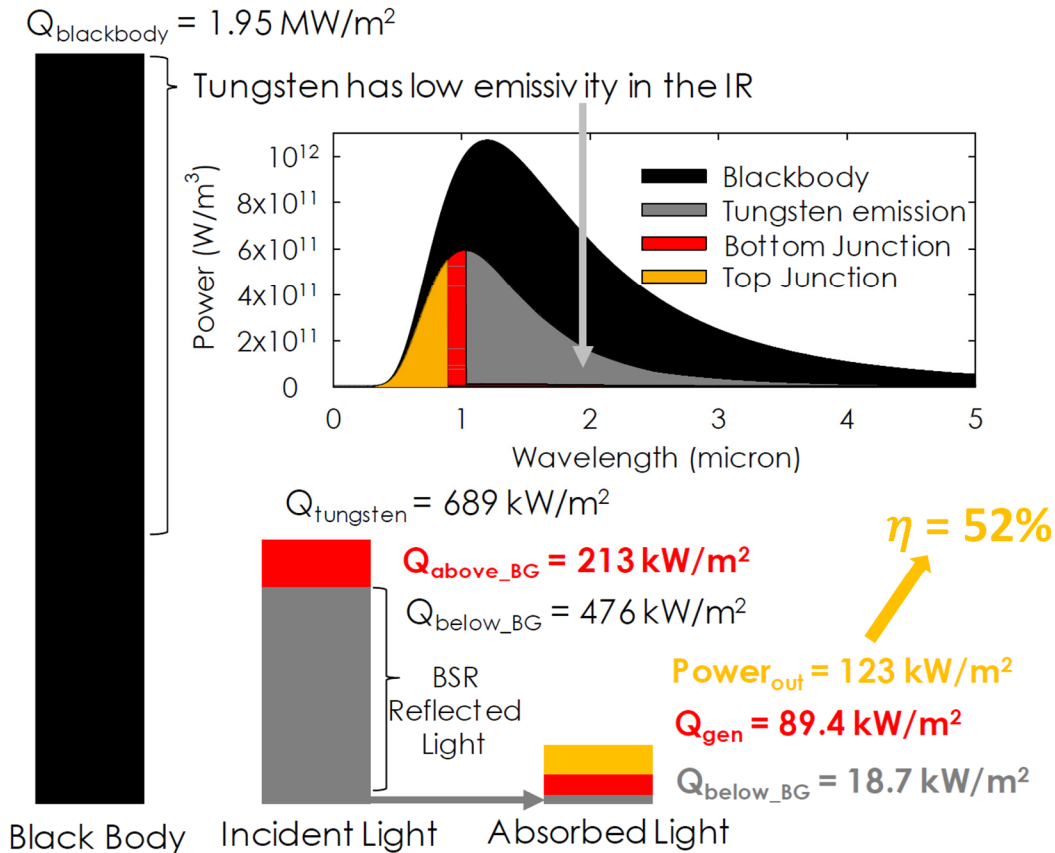 Q_blackbody = 1.95 MW/m²
Tungsten has low emissivity in the IR
Power (W/m³)
10¹²
8x10¹¹
6x10¹¹
4x10¹¹
2x10¹¹
0
Blackbody
Tungsten emission
Bottom Junction
Top Junction
0 1 2 3 4 5
Wavelength (micron)
Q_tungsten = 689 kW/m²
η = 52%
Q_above_BG = 213 kW/m²
Q_below_BG = 476 kW/m²
BSR
Reflected
Light
Power_out = 123 kW/m²
Q_gen = 89.4 kW/m²
Q_below_BG = 18.7 kW/m²
Black Body
Incident Light
Absorbed Light